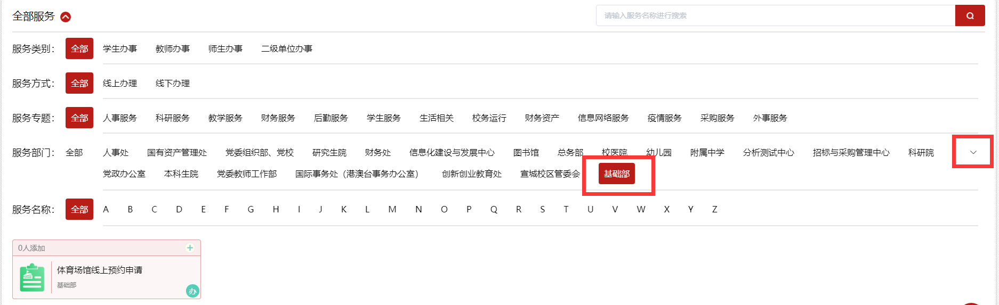 全部服务 请输入服务名称进行搜索
服务类别： 全部 学生办事 教师办事 师生办事 二级单位办事
服务方式： 全部 线上办理 线下办理
服务专题： 全部 人事服务 科研服务 教学服务 财务服务 后勤服务 学生服务 生活相关 校务运行 财务资产 信息网络服务 疫情服务 采购服务 外事服务
服务部门： 全部 人事处 国有资产管理处 党委组织部、党校 研究生院 财务处 信息化建设与发展中心 图书馆 总务部 校医院 幼儿园 附属中学 分析测试中心 招标与采购管理中心 科研院
党政办公室 本科生院 党委教师工作部 国际事务处（港澳台事务办公室） 创新创业教育处 宣城校区管委会 基础部
服务名称： 全部 A B C D E F G H I J K L M N O P Q R S T U V W X Y Z
0人添加
体育场馆线上预约申请
基础部
办